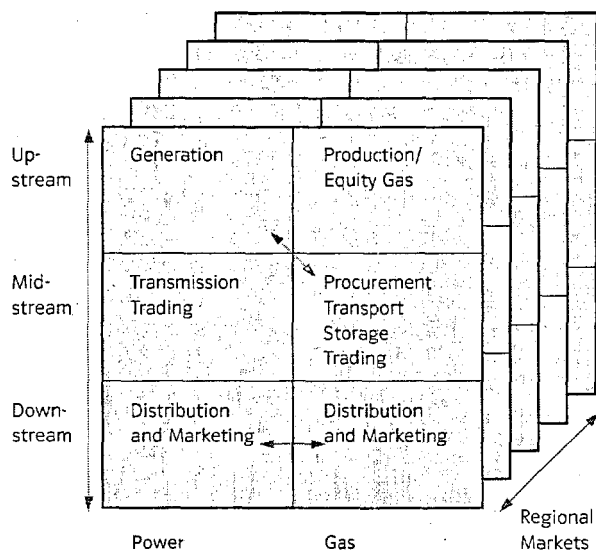 Up-
stream
Generation
Production/
Equity Gas
Mid-
stream
Transmission
Trading
Procurement
Transport
Storage
Trading
Down-
stream
Distribution
and Marketing
Distribution
and Marketing
Power
Gas
Regional
Markets